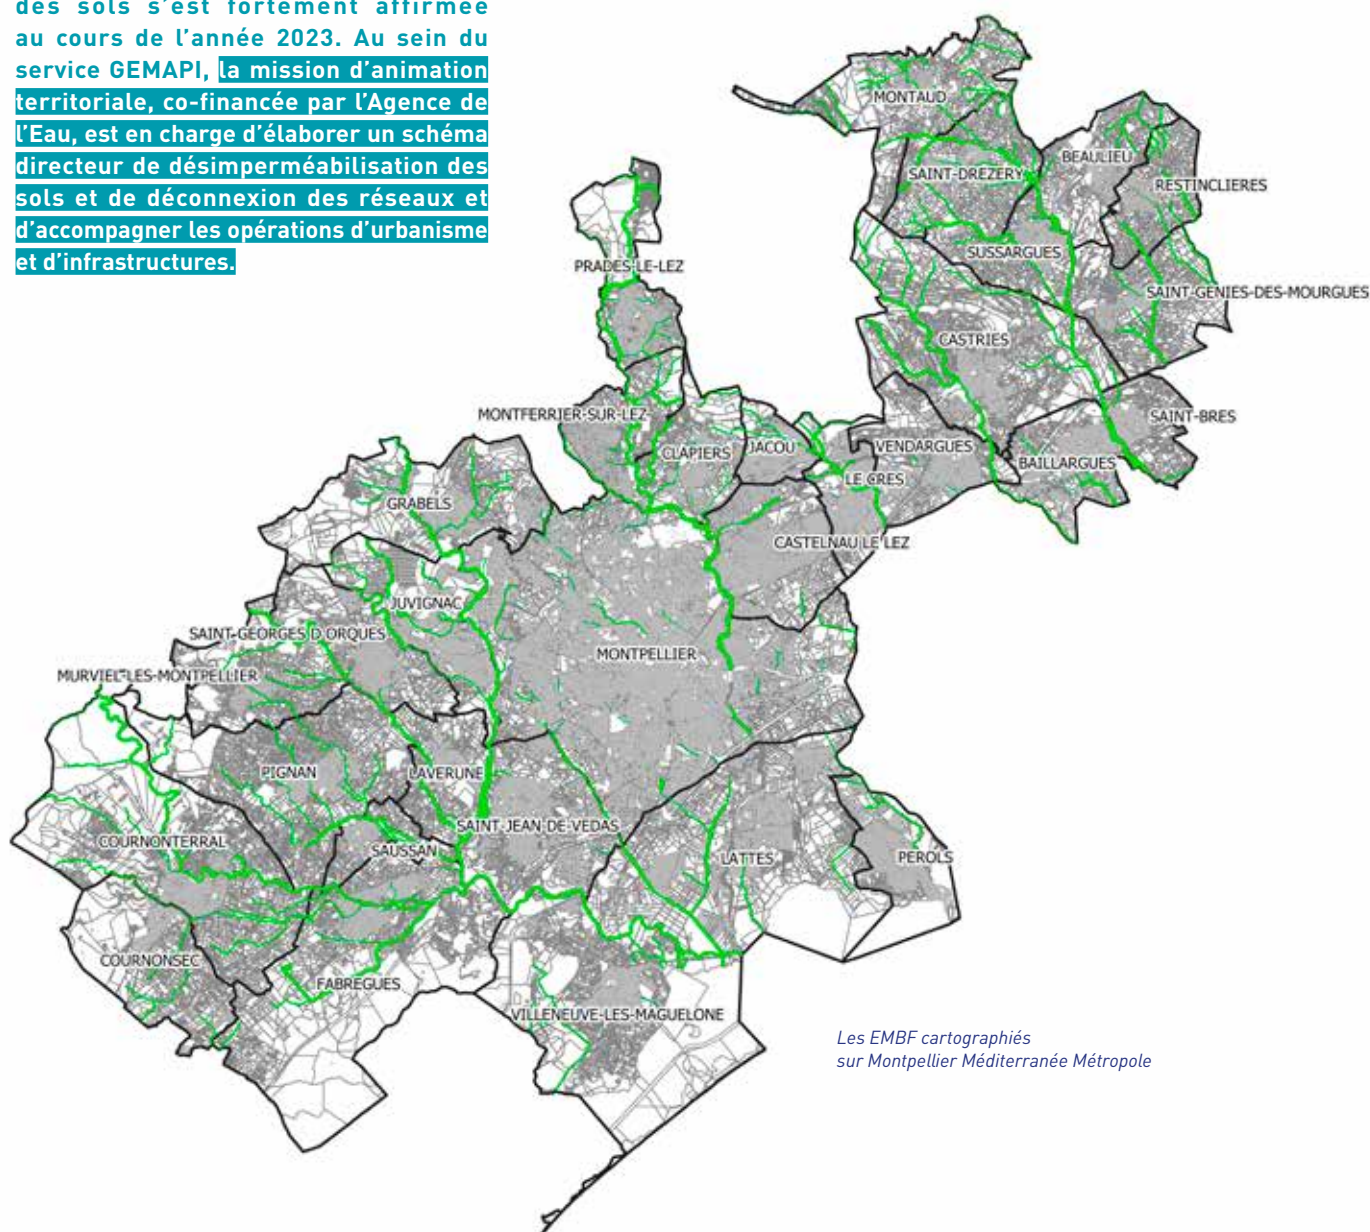 des sols s’est fortement affirmée
au cours de l’année 2023. Au sein du
service GEMAPI, la mission d’animation
territoriale, co-financée par l’Agence de
l’Eau, est en charge d’élaborer un schéma
directeur de désimperméabilisation des
sols et de déconnexion des réseaux et
d’accompagner les opérations d’urbanisme
et d’infrastructures.
MONTAUD
BEAULIEU
SAINT-DREZERY
RESTINCLIERES
SUSSARGUES
PRADES-LE-LEZ
SAINT-GENIES-DES-MOURGUES
CASTRIES
MONTFERRIER-SUR-LEZ
SAINT-BRES
CLAPIERS
JACOU
VENDARGUES
BAILLARGUES
LE CRES
GRABELS
CASTELNAU LE LEZ
JUVIGNAC
SAINT-GEORGES D ORQUES
MONTPELLIER
MURVIEL-LES-MONTPELLIER
PIGNAN
LAVERUNE
SAINT-JEAN-DE-VEDAS
COURNONTERRAL
SAUSSAN
LATTES
PEROLS
COURNONSEC
FABREGUES
VILLENEUVE-LES-MAGUELONE
Les EMBF cartographiés
sur Montpellier Méditerranée Métropole